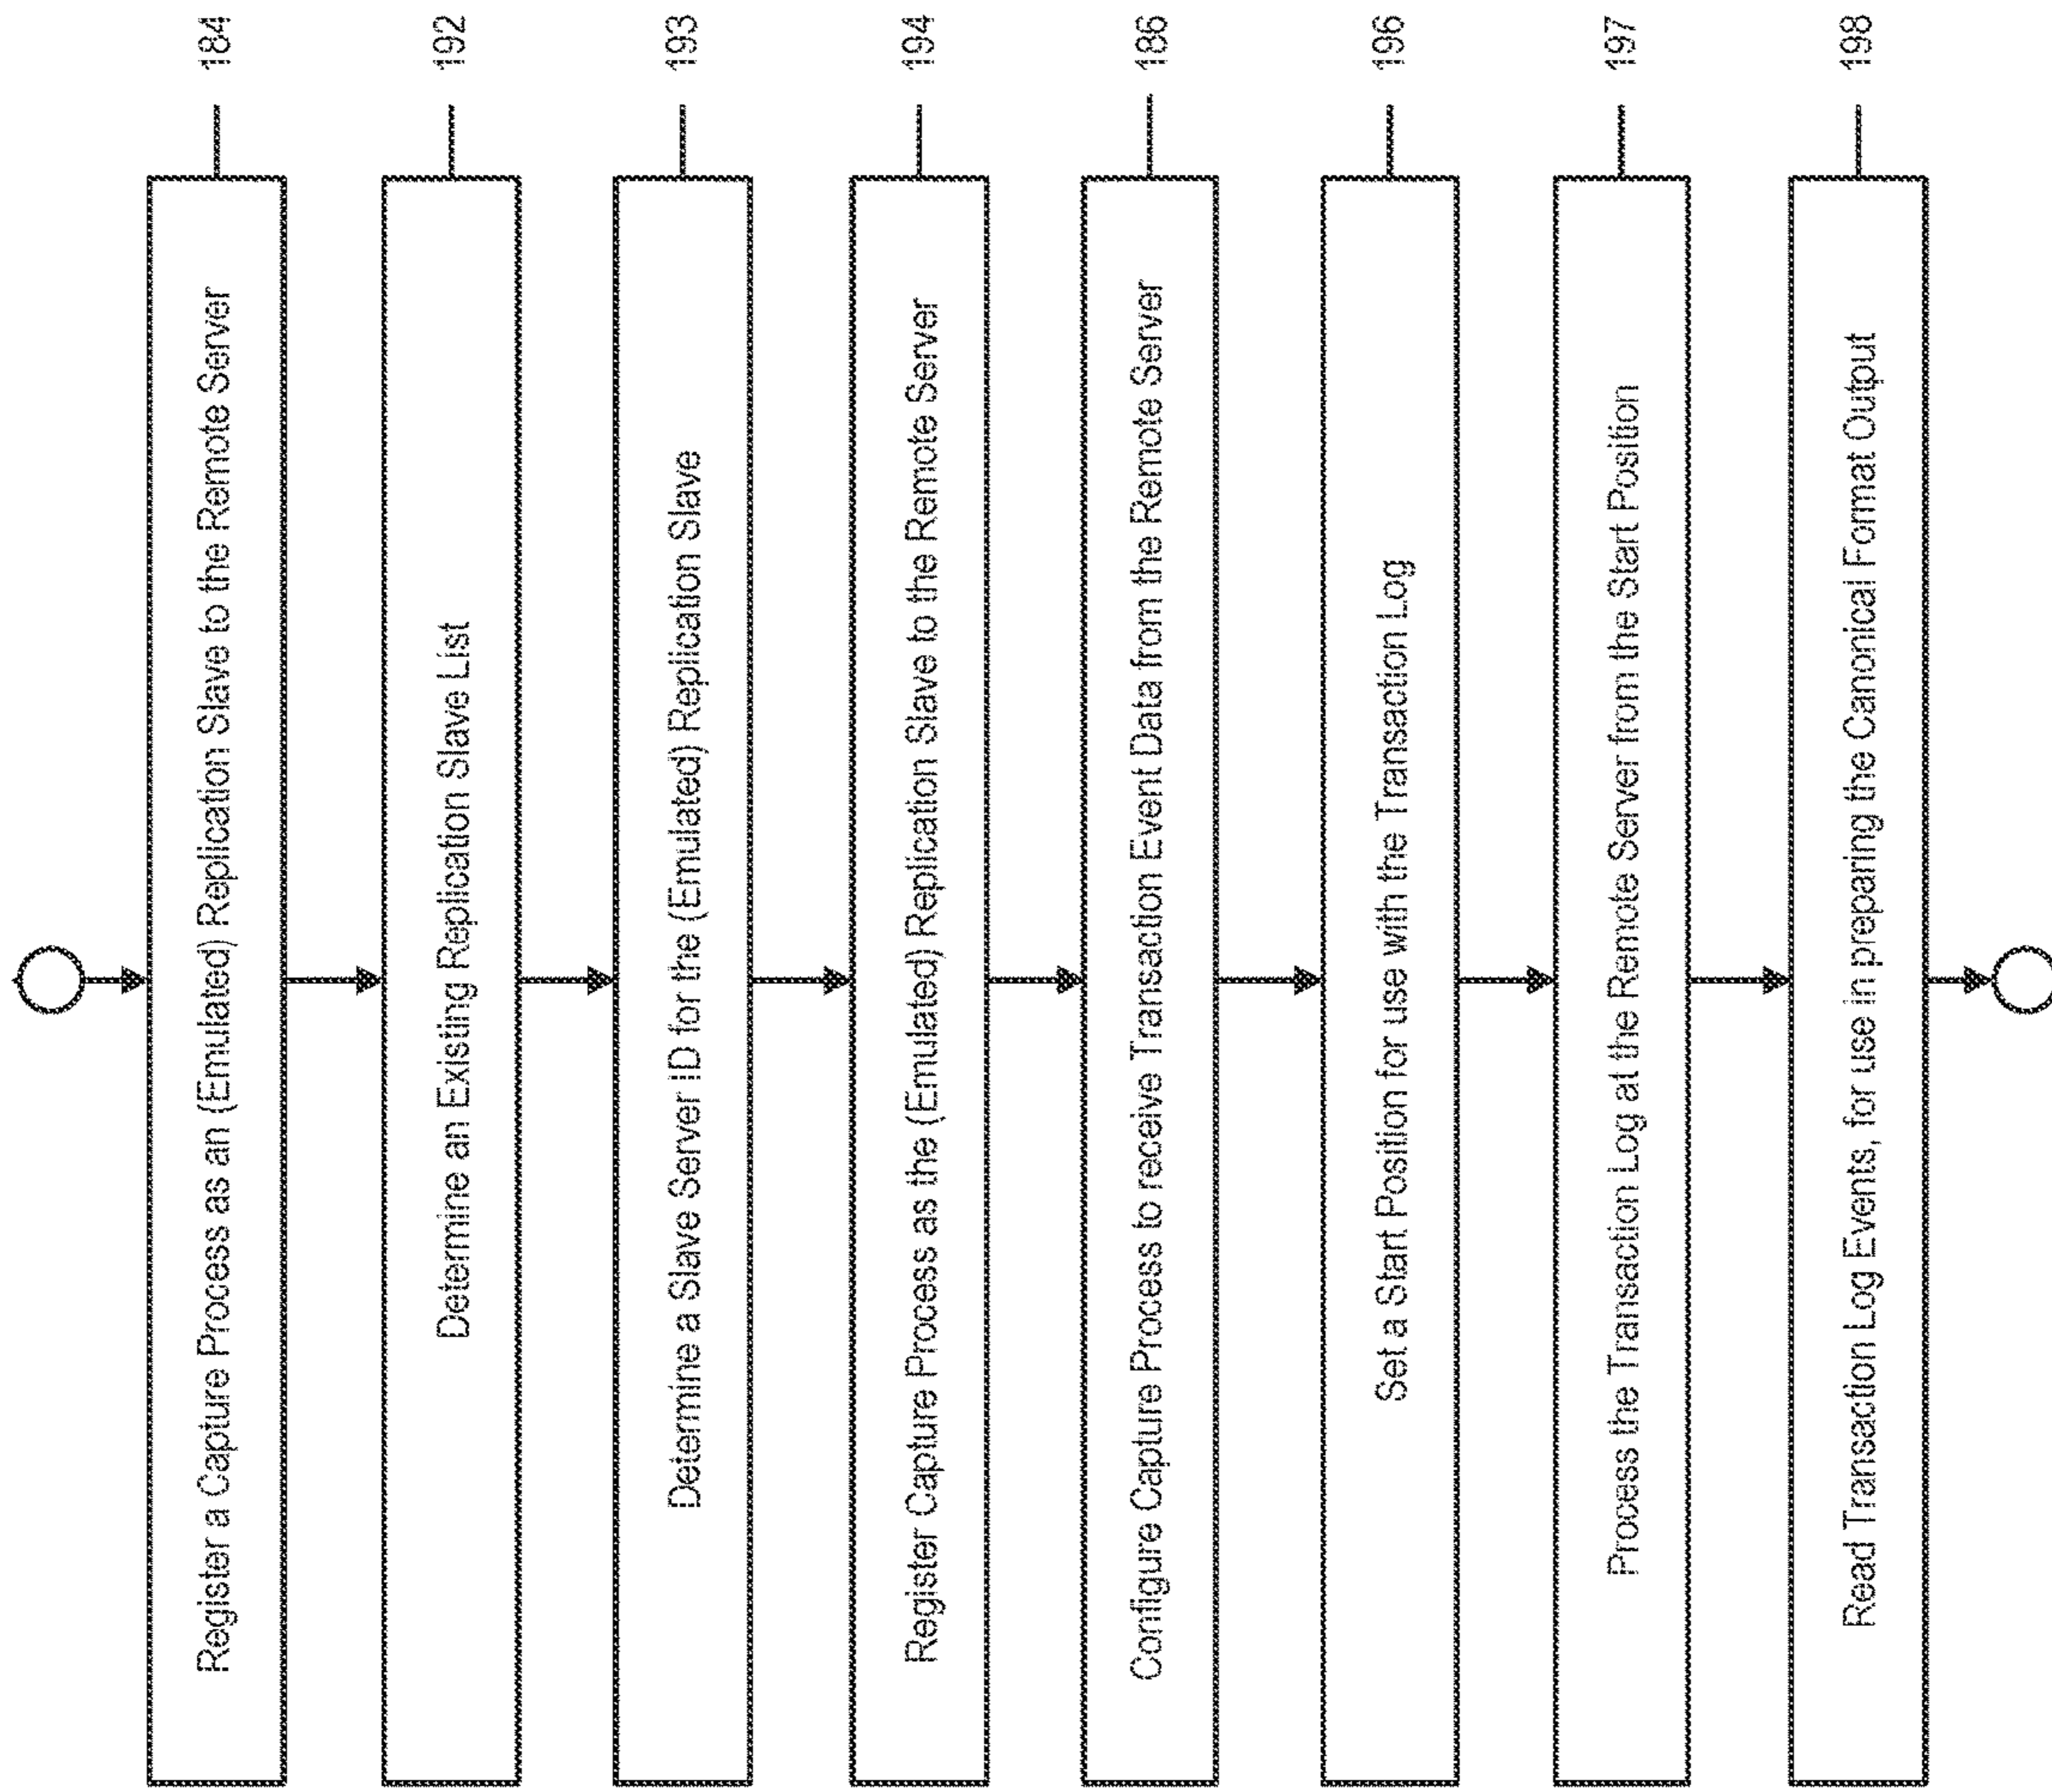 Register a Capture Process as an (Emulated) Replication Slave to the Remote Server
184
Determine an Existing Replication Slave List
192
Determine a Slave Server ID for the (Emulated) Replication Slave
193
Register Capture Process as the (Emulated) Replication Slave to the Remote Server
194
Configure Capture Process to receive Transaction Event Data from the Remote Server
186
Set a Start Position for use with the Transaction Log
196
Process the Transaction Log at the Remote Server from the Start Position
197
Read Transaction Log Events, for use in preparing the Canonical Format Output
198